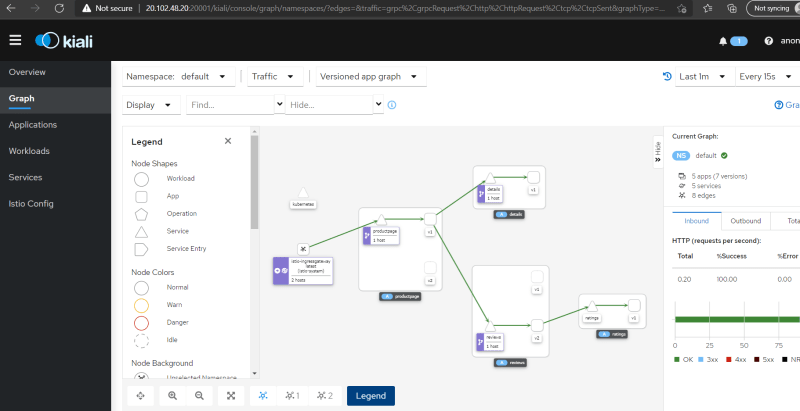 Not secure
20.102.48.20:20001/kiali/console/graph/namespaces/?edges=&traffic=grpc%2CgrpcRequest%2Chttp%2ChttpRequest%2Ctcp%2CtcpSent&graphType=...
Not syncing
kiali
1
anon
Overview
Graph
Applications
Workloads
Services
Istio Config
Namespace: default
Traffic
Versioned app graph
Last 1m
Every 15s
Display
Find...
Hide...
Gra
Legend
Node Shapes
Workload
App
Operation
Service
Service Entry
Node Colors
Normal
Warn
Danger
Idle
Node Background
Unselected Namespace
kubernetes
istio-ingressgateway
latest
(istio-system)
2 hosts
productpage
1 host
v1
v2
A productpage
details
1 host
v1
A details
v1
reviews
1 host
v2
A reviews
ratings
v1
A ratings
1
2
Legend
Hide
Current Graph:
NS default
5 apps (7 versions)
5 services
8 edges
Inbound
Outbound
Tota
HTTP (requests per second):
Total %Success %Error
0.20 100.00 0.00
0 25 50 75
OK 3xx 4xx 5xx NR